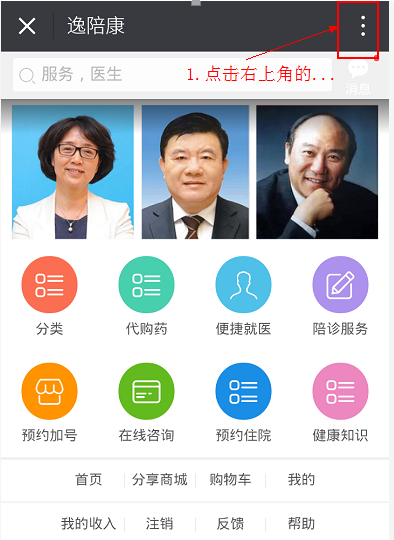 逸陪康
服务，医生
1.点击右上角的...
消息
分类 代购药 便捷就医 陪诊服务
预约加号 在线咨询 预约住院 健康知识
首页 分享商城 购物车 我的
我的收入 注销 反馈 帮助